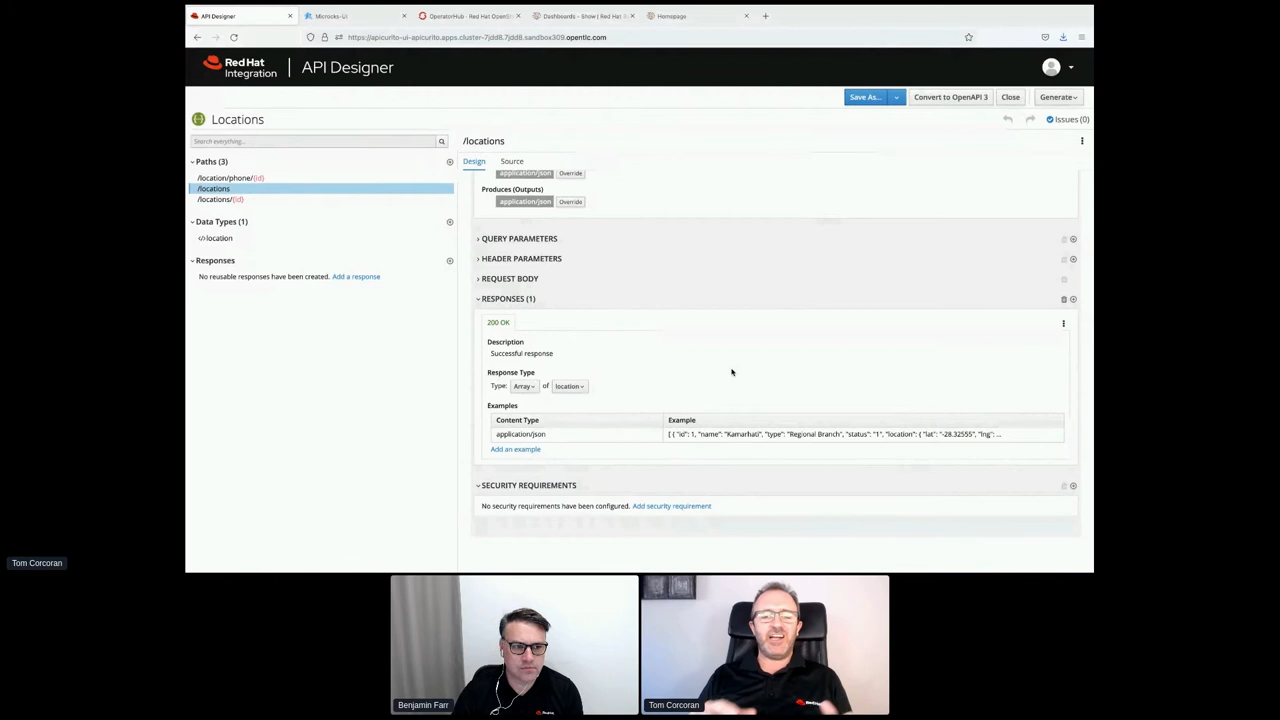 API Designer
Microcks-UI
OperatorHub · Red Hat OpenSt
Dashboards - Show | Red Hat B
Homepage
https://apicurito-ui-apicurito.apps.cluster-7jdd8.7jdd8.sandbox309.opentlc.com
Red Hat
Integration
API Designer
Save As...
Convert to OpenAPI 3
Close
Generate
Locations
Issues (0)
Search everything...
/locations
Paths (3)
Design
Source
/location/phone/{id}
/locations
/locations/{id}
application/json
Override
Produces (Outputs)
application/json
Override
Data Types (1)
location
Responses
No reusable responses have been created. Add a response
QUERY PARAMETERS
HEADER PARAMETERS
REQUEST BODY
RESPONSES (1)
200 OK
Description
Successful response
Response Type
Type: Array of location
Examples
Content Type
Example
application/json
[ { "id": 1, "name": "Kamarhati", "type": "Regional Branch", "status": "1", "location": { "lat": "-28.32555", "lng": ...
Add an example
SECURITY REQUIREMENTS
No security requirements have been configured. Add security requirement
Tom Corcoran
Benjamin Farr
Tom Corcoran
Red Hat